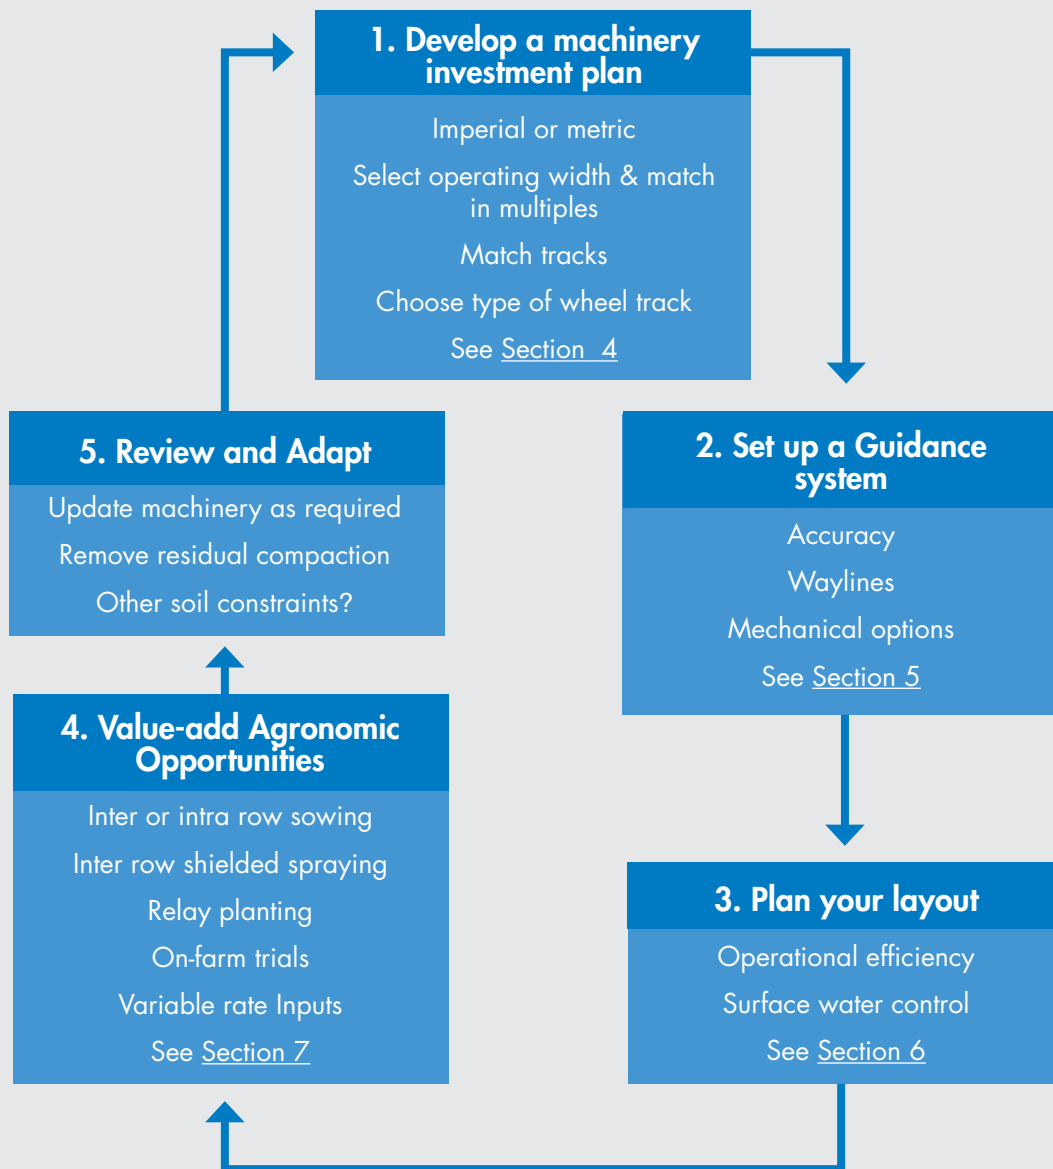 1. Develop a machinery
investment plan
Imperial or metric
Select operating width & match
in multiples
Match tracks
Choose type of wheel track
See Section 4
2. Set up a Guidance
system
Accuracy
Waylines
Mechanical options
See Section 5
3. Plan your layout
Operational efficiency
Surface water control
See Section 6
4. Value-add Agronomic
Opportunities
Inter or intra row sowing
Inter row shielded spraying
Relay planting
On-farm trials
Variable rate Inputs
See Section 7
5. Review and Adapt
Update machinery as required
Remove residual compaction
Other soil constraints?